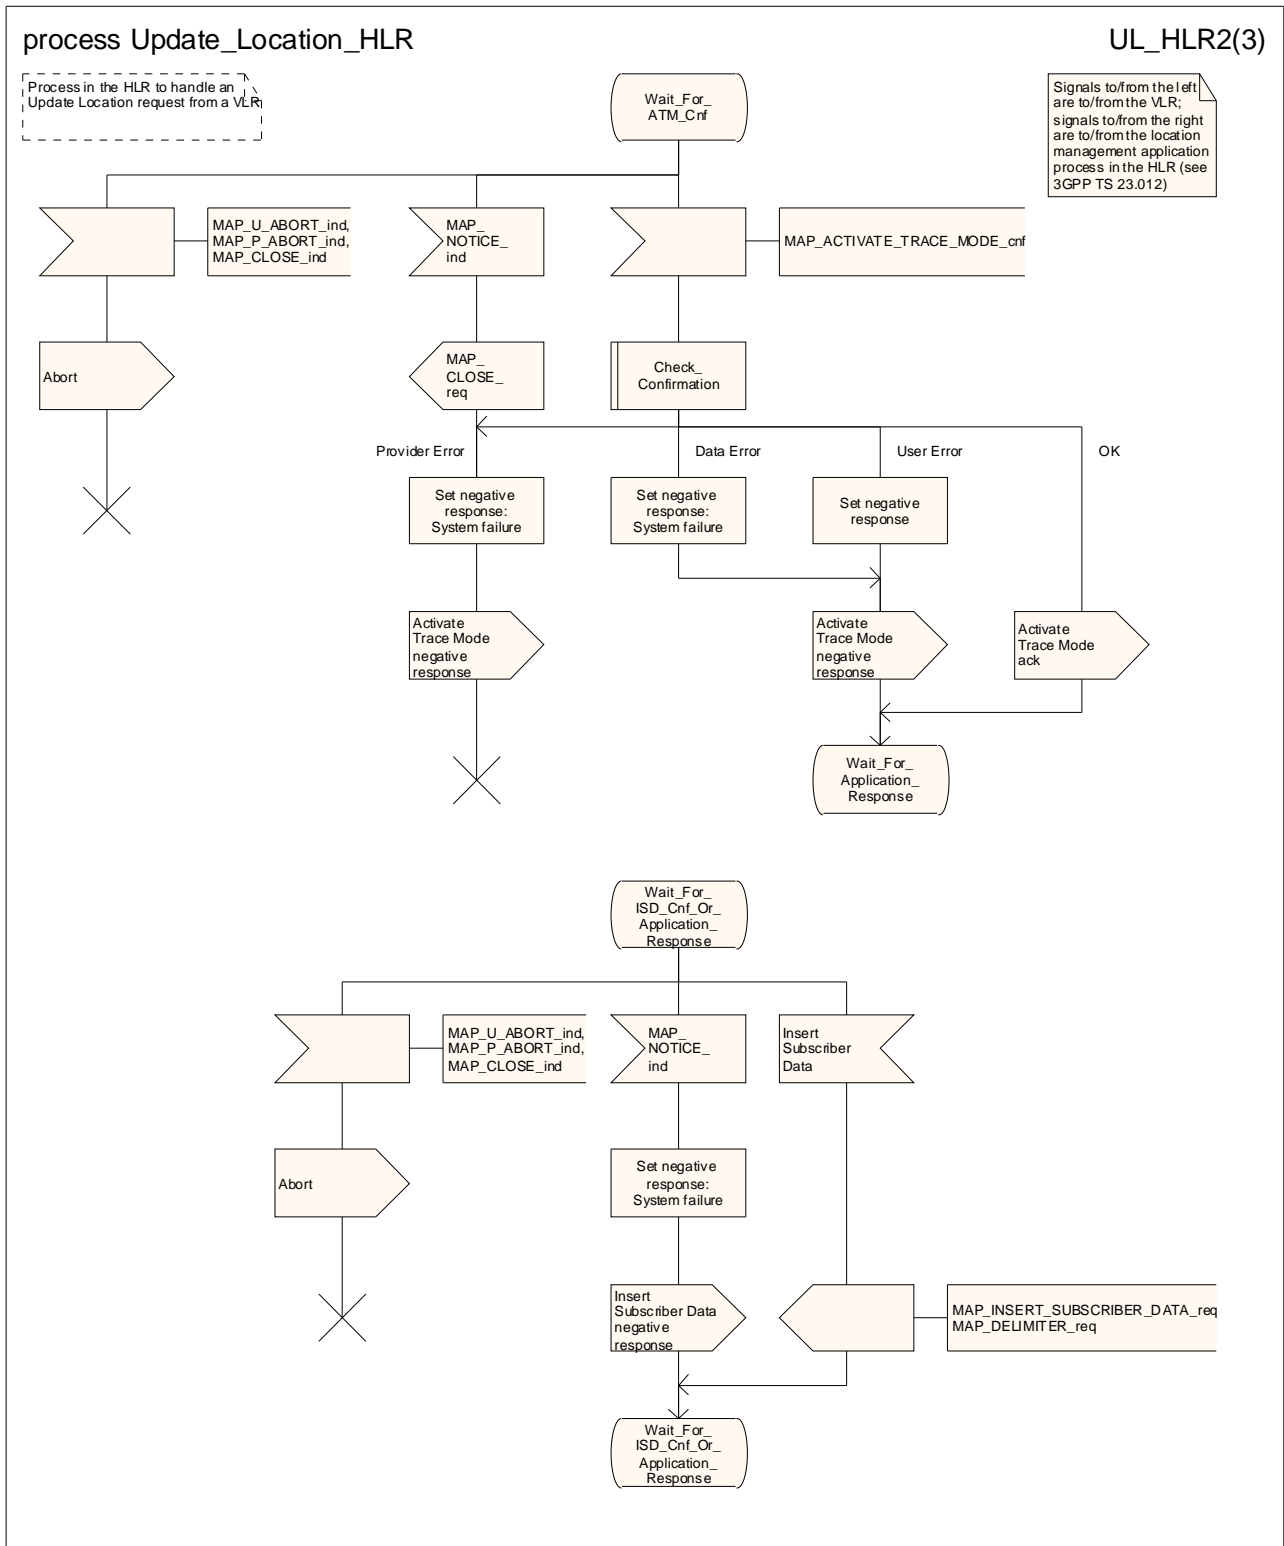 process Update_Location_HLR
UL_HLR2(3)
Process in the HLR to handle an
Update Location request from a VLR
Wait_For_
ATM_Cnf
Signals to/from the left
are to/from the VLR;
signals to/from the right
are to/from the location
management application
process in the HLR (see
3GPP TS 23.012)
MAP_U_ABORT_ind,
MAP_P_ABORT_ind,
MAP_CLOSE_ind
MAP_
NOTICE_
ind
MAP_ACTIVATE_TRACE_MODE_cnf
Abort
MAP_
CLOSE_
req
Check_
Confirmation
Provider Error
Data Error
User Error
OK
Set negative
response:
System failure
Set negative
response:
System failure
Set negative
response
Activate
Trace Mode
negative
response
Activate
Trace Mode
negative
response
Activate
Trace Mode
ack
Wait_For_
Application_
Response
Wait_For_
ISD_Cnf_Or_
Application_
Response
MAP_U_ABORT_ind,
MAP_P_ABORT_ind,
MAP_CLOSE_ind
MAP_
NOTICE_
ind
Insert
Subscriber
Data
Abort
Set negative
response:
System failure
Insert
Subscriber Data
negative
response
MAP_INSERT_SUBSCRIBER_DATA_req
MAP_DELIMITER_req
Wait_For_
ISD_Cnf_Or_
Application_
Response